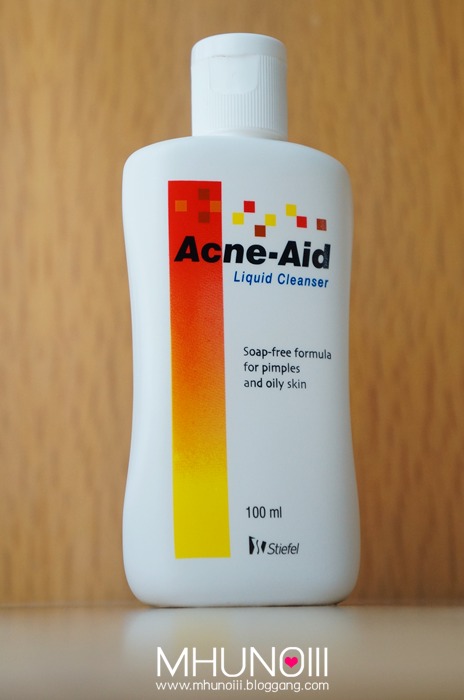 Acne-Aid
Liquid Cleanser
Soap-free formula
for pimples
and oily skin
100 ml
Stiefel
MHUNOIII
www.mhunoiii.bloggang.com